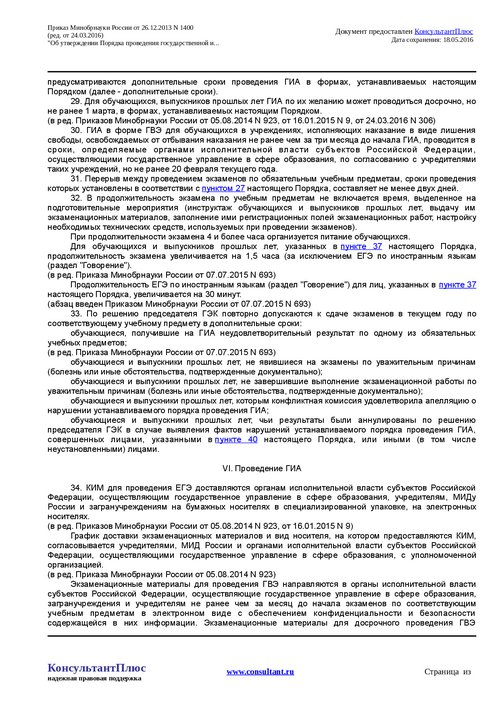 Приказ Минобрнауки России от 26.12.2013 N 1400
(ред. от 24.03.2016)
"Об утверждении Порядка проведения государственной и...
Документ предоставлен КонсультантПлюс
Дата сохранения: 18.05.2016
предусматриваются дополнительные сроки проведения ГИА в формах, устанавливаемых настоящим
Порядком (далее - дополнительные сроки).
29. Для обучающихся, выпускников прошлых лет ГИА по их желанию может проводиться досрочно, но
не ранее 1 марта, в формах, устанавливаемых настоящим Порядком.
(в ред. Приказов Минобрнауки России от 05.08.2014 N 923, от 16.01.2015 N 9, от 24.03.2016 N 306)
30. ГИА в форме ГВЭ для обучающихся в учреждениях, исполняющих наказание в виде лишения
свободы, освобождаемых от отбывания наказания не ранее чем за три месяца до начала ГИА, проводится в
сроки, определяемые органами исполнительной власти субъектов Российской Федерации,
осуществляющими государственное управление в сфере образования, по согласованию с учредителями
таких учреждений, но не ранее 20 февраля текущего года.
31. Перерыв между проведением экзаменов по обязательным учебным предметам, сроки проведения
которых установлены в соответствии с пунктом 27 настоящего Порядка, составляет не менее двух дней.
32. В продолжительность экзамена по учебным предметам не включается время, выделенное на
подготовительные мероприятия (инструктаж обучающихся и выпускников прошлых лет, выдачу им
экзаменационных материалов, заполнение ими регистрационных полей экзаменационных работ, настройку
необходимых технических средств, используемых при проведении экзаменов).
При продолжительности экзамена 4 и более часа организуется питание обучающихся.
Для обучающихся и выпускников прошлых лет, указанных в пункте 37 настоящего Порядка,
продолжительность экзамена увеличивается на 1,5 часа (за исключением ЕГЭ по иностранным языкам
(раздел "Говорение").
(в ред. Приказа Минобрнауки России от 07.07.2015 N 693)
Продолжительность ЕГЭ по иностранным языкам (раздел "Говорение") для лиц, указанных в пункте 37
настоящего Порядка, увеличивается на 30 минут.
(абзац введен Приказом Минобрнауки России от 07.07.2015 N 693)
33. По решению председателя ГЭК повторно допускаются к сдаче экзаменов в текущем году по
соответствующему учебному предмету в дополнительные сроки:
обучающиеся, получившие на ГИА неудовлетворительный результат по одному из обязательных
учебных предметов;
(в ред. Приказа Минобрнауки России от 07.07.2015 N 693)
обучающиеся и выпускники прошлых лет, не явившиеся на экзамены по уважительным причинам
(болезнь или иные обстоятельства, подтвержденные документально);
обучающиеся и выпускники прошлых лет, не завершившие выполнение экзаменационной работы по
уважительным причинам (болезнь или иные обстоятельства, подтвержденные документально);
обучающиеся и выпускники прошлых лет, которым конфликтная комиссия удовлетворила апелляцию о
нарушении устанавливаемого порядка проведения ГИА;
обучающиеся и выпускники прошлых лет, чьи результаты были аннулированы по решению
председателя ГЭК в случае выявления фактов нарушений устанавливаемого порядка проведения ГИА,
совершенных лицами, указанными в пункте 40 настоящего Порядка, или иными (в том числе
неустановленными) лицами.
VI. Проведение ГИА
34. КИМ для проведения ЕГЭ доставляются органам исполнительной власти субъектов Российской
Федерации, осуществляющим государственное управление в сфере образования, учредителям, МИДу
России и загранучреждениям на бумажных носителях в специализированной упаковке, на электронных
носителях.
(в ред. Приказов Минобрнауки России от 05.08.2014 N 923, от 16.01.2015 N 9)
График доставки экзаменационных материалов и вид носителя, на котором предоставляются КИМ,
согласовывается учредителями, МИД России и органами исполнительной власти субъектов Российской
Федерации, осуществляющими государственное управление в сфере образования, с уполномоченной
организацией.
(в ред. Приказа Минобрнауки России от 05.08.2014 N 923)
Экзаменационные материалы для проведения ГВЭ направляются в органы исполнительной власти
субъектов Российской Федерации, осуществляющие государственное управление в сфере образования,
загранучреждения и учредителям не ранее чем за месяц до начала экзаменов по соответствующим
учебным предметам в электронном виде с обеспечением конфиденциальности и безопасности
содержащейся в них информации. Экзаменационные материалы для досрочного проведения ГВЭ
КонсультантПлюс
надежная правовая поддержка
www.consultant.ru
Страница из